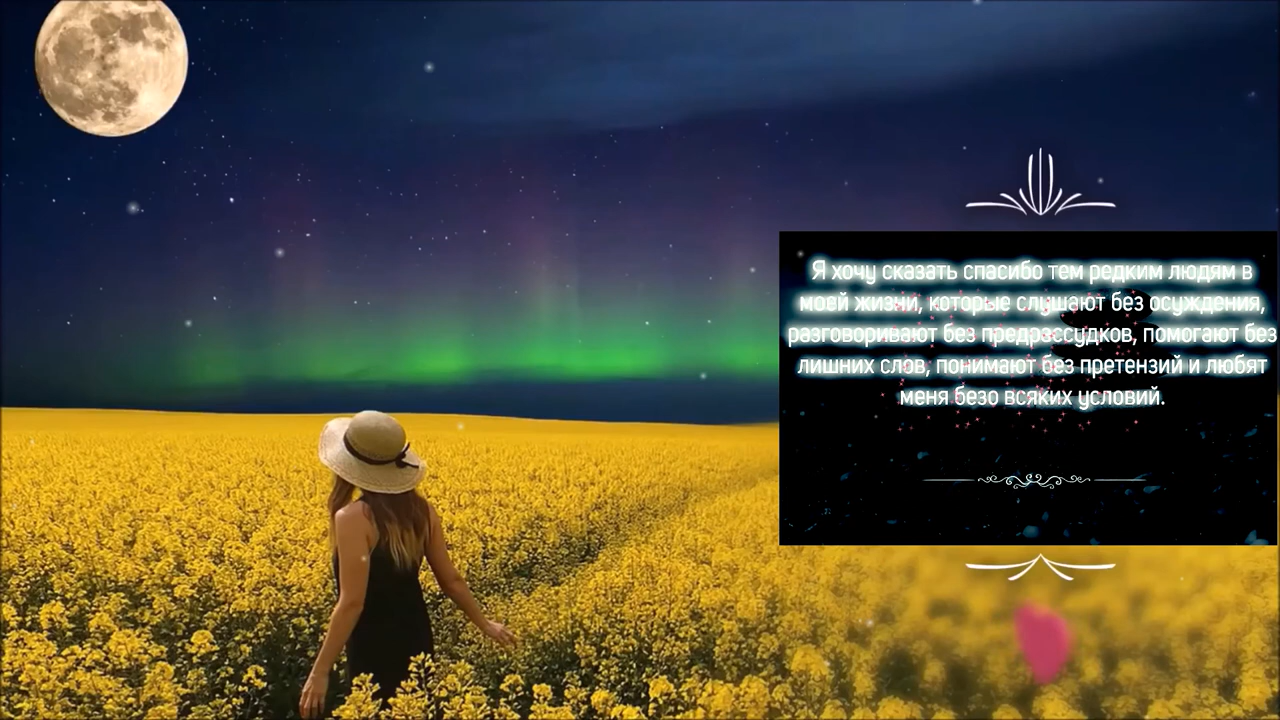 Я хочу сказать спасибо тем редким людям в
моей жизни, которые слушают без осуждения,
разговоривают без предрассудков, помогают без
лишних слов, понимают без претензий и любят
меня безо всяких условий.